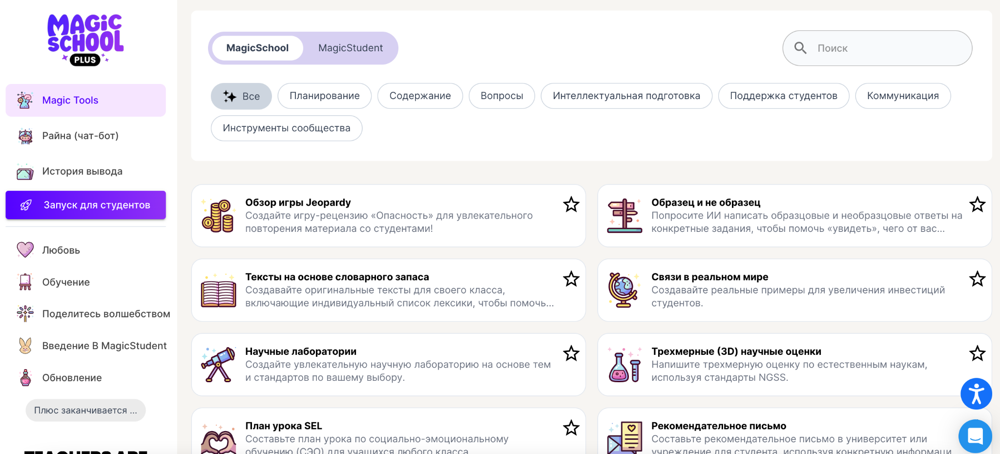 MAGIC
SCHOOL
PLUS
Magic Tools
Райна (чат-бот)
История вывода
Запуск для студентов
Любовь
Обучение
Поделитесь волшебством
Введение В MagicStudent
Обновление
Плюс заканчивается ...
TEACHERS ARE
MagicSchool
MagicStudent
Поиск
Все
Планирование
Содержание
Вопросы
Интеллектуальная подготовка
Поддержка студентов
Коммуникация
Инструменты сообщества
Обзор игры Jeopardy
Создайте игру-рецензию «Опасность» для увлекательного
повторения материала со студентами!
Образец и не образец
Попросите ИИ написать образцовые и необразцовые ответы на
конкретные задания, чтобы помочь «увидеть», чего от вас...
Тексты на основе словарного запаса
Создавайте оригинальные тексты для своего класса,
включающие индивидуальный список лексики, чтобы помочь...
Связи в реальном мире
Создавайте реальные примеры для увеличения инвестиций
студентов.
Научные лаборатории
Создайте увлекательную научную лабораторию на основе тем
и стандартов по вашему выбору.
Трехмерные (3D) научные оценки
Напишите трехмерную оценку по естественным наукам,
используя стандарты NGSS.
План урока SEL
Составьте план урока по социально-эмоциональному
обучению (СЭО) для учащихся любого класса.
Рекомендательное письмо
Составьте рекомендательное письмо в университет или
учреждение для студента, используя конкретную информаци